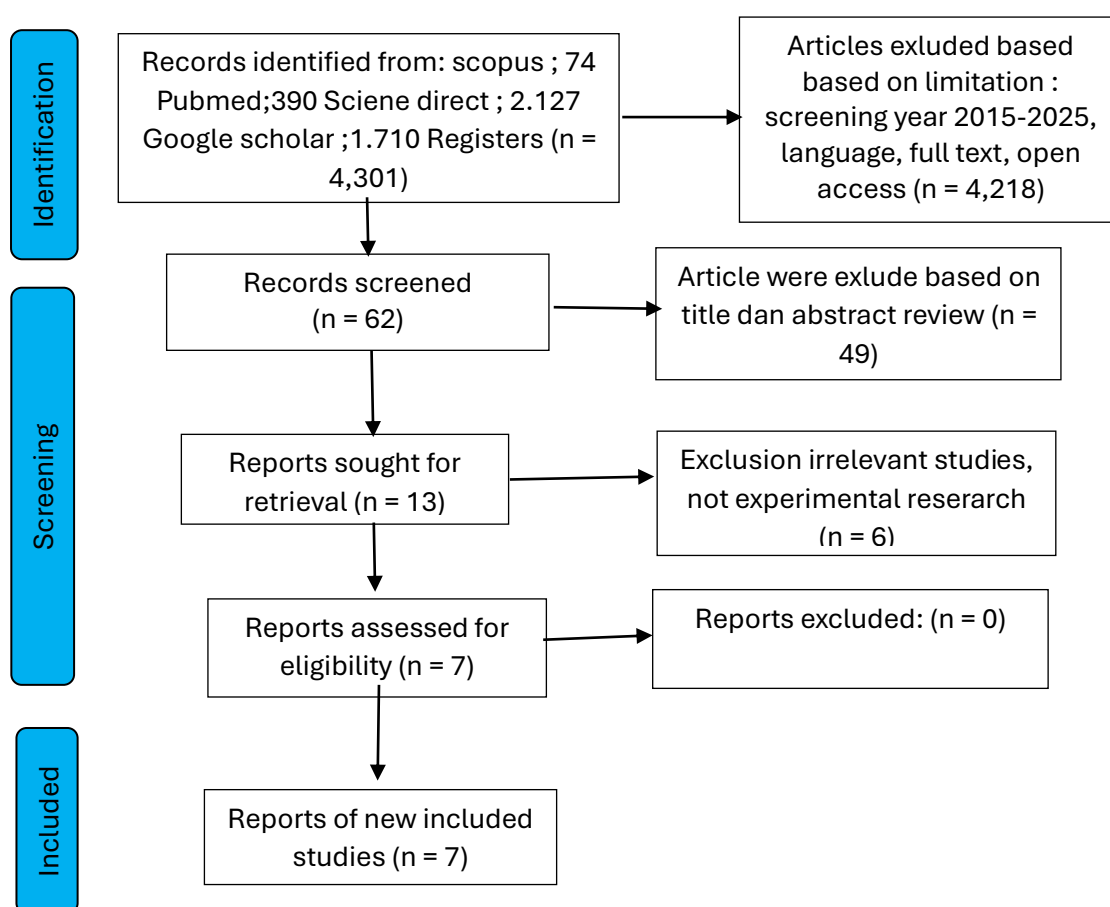 Identification
Records identified from: scopus ; 74
Pubmed;390 Sciene direct ; 2.127
Google scholar ;1.710 Registers (n =
4,301)
Articles exluded based
based on limitation :
screening year 2015-2025,
language, full text, open
access (n = 4,218)
Screening
Records screened
(n = 62)
Article were exlude based on
title dan abstract review (n =
49)
Reports sought for
retrieval (n = 13)
Exclusion irrelevant studies,
not experimental reserarch
(n = 6)
Reports assessed for
eligibility (n = 7)
Reports excluded: (n = 0)
Included
Reports of new included
studies (n = 7)